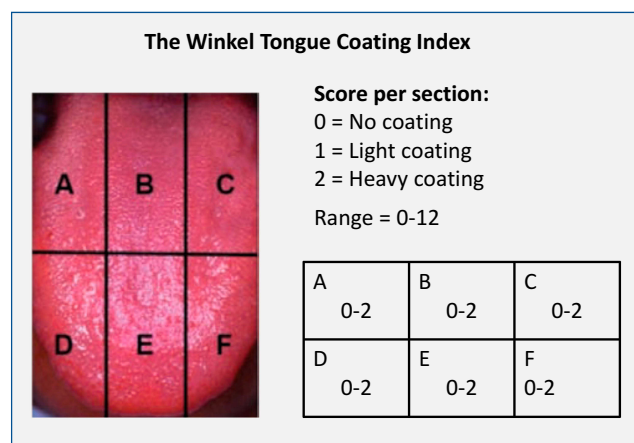 The Winkel Tongue Coating Index
Score per section:
0 = No coating
1 = Light coating
2 = Heavy coating
Range = 0-12
A B C
D E F
A B C
0-2 0-2 0-2
D E F
0-2 0-2 0-2